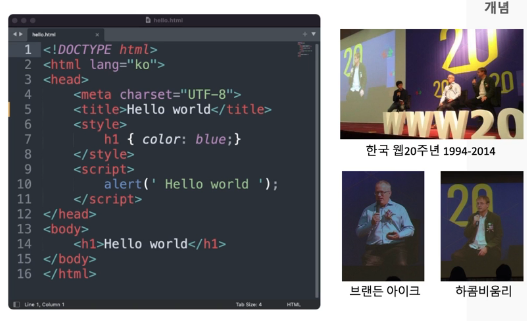 개념
hello.html
hello.html
1 <!DOCTYPE html>
2 <html lang="ko">
3 <head>
4 <meta charset="UTF-8">
5 <title>Hello world</title>
6 <style>
7 h1 { color: blue;}
8 </style>
9 <script>
10 alert(' Hello world ');
11 </script>
12 </head>
13 <body>
14 <h1>Hello world</h1>
15 </body>
16 </html>
Line 1, Column 1
Tab Size: 4
HTML
20
20
WWW20
한국 웹20주년 1994-2014
20
브랜든 아이크
하콤비움리